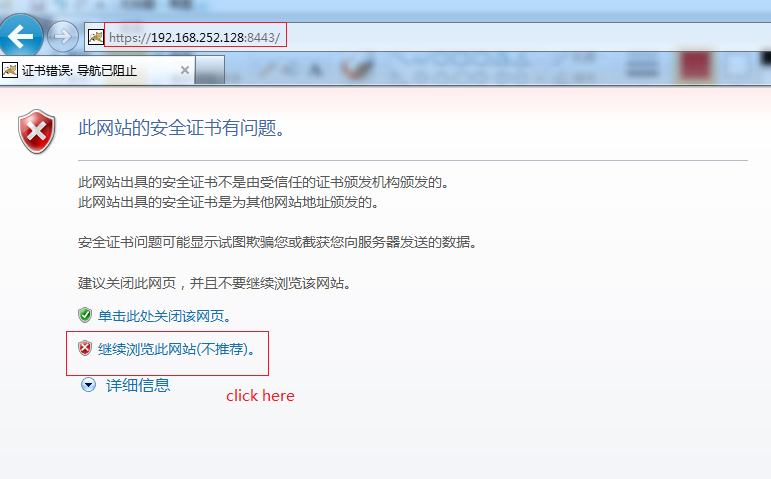 https://192.168.252.128:8443/
证书错误: 导航已阻止
此网站的安全证书有问题。
此网站出具的安全证书不是由受信任的证书颁发机构颁发的。
此网站出具的安全证书是为其他网站地址颁发的。
安全证书问题可能显示试图欺骗您或截获您向服务器发送的数据。
建议关闭此网页，并且不要继续浏览该网站。
单击此处关闭该网页。
继续浏览此网站(不推荐)。
详细信息
click here